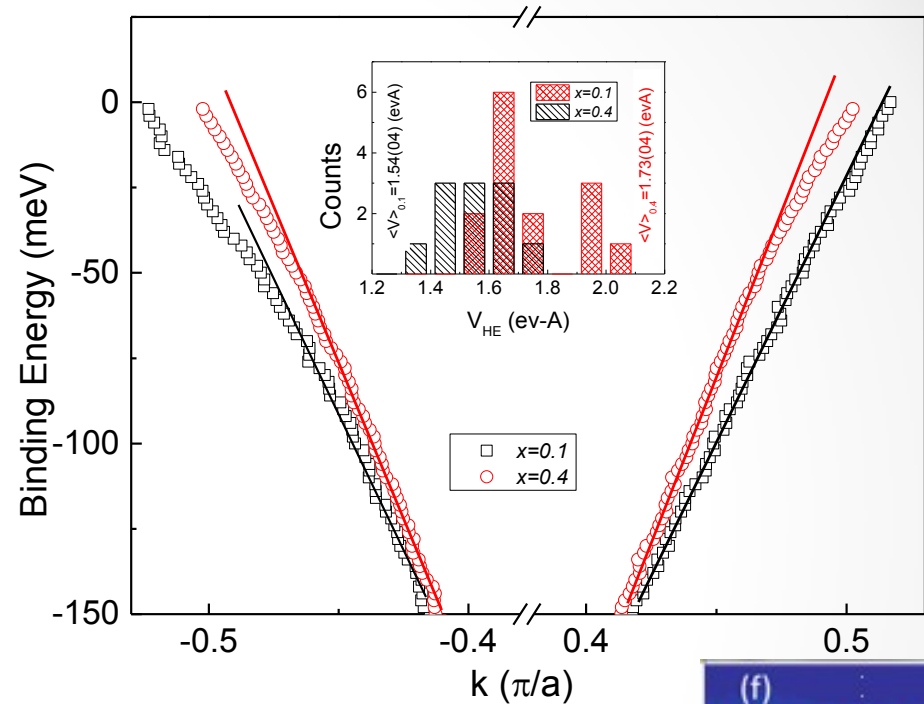 6
4
2
Counts
<V>₀.₁=1.54(04) (evA)
<V>₀.₄=1.73(04) (evA)
x=0.1
x=0.4
1.2 1.4 1.6 1.8 2.0 2.2
V_HE (ev-A)
0
-50
-100
-150
Binding Energy (meV)
x=0.1
x=0.4
-0.5 -0.4 0.4 0.5
k (π/a)
(f)